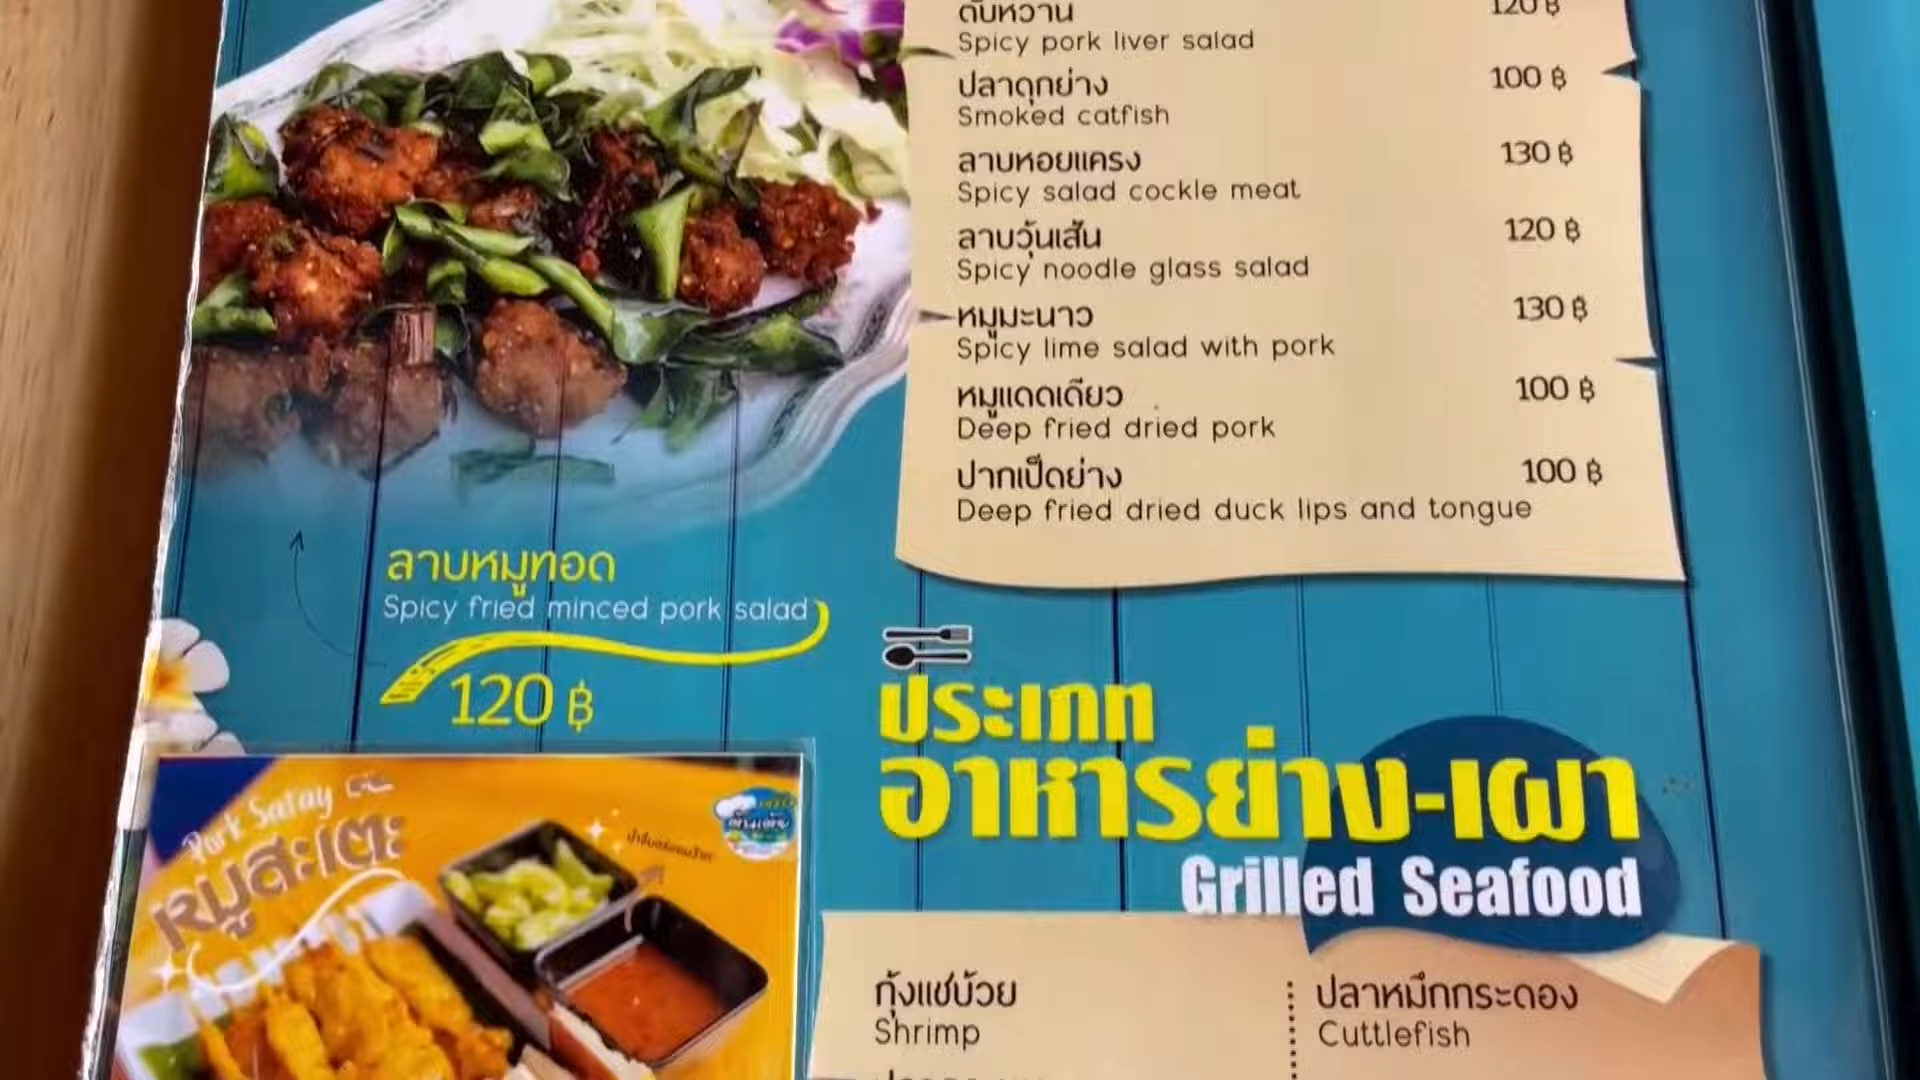 ตับหวาน 120 ฿
Spicy pork liver salad
ปลาดุกย่าง 100 ฿
Smoked catfish
ลาบหอยแครง 130 ฿
Spicy salad cockle meat
ลาบวุ้นเส้น 120 ฿
Spicy noodle glass salad
หมูมะนาว 130 ฿
Spicy lime salad with pork
หมูแดดเดียว 100 ฿
Deep fried dried pork
ปากเป็ดย่าง 100 ฿
Deep fried dried duck lips and tongue
ลาบหมูทอด
Spicy fried minced pork salad
120 ฿
Pork Satay
หมูสะเต๊ะ
ประเภท
อาหารย่าง-เผา
Grilled Seafood
กุ้งแชบ๊วย
Shrimp
ปลาหมึกกระดอง
Cuttlefish